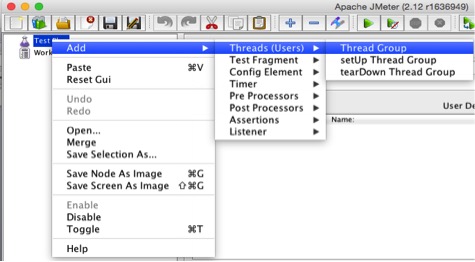 Apache JMeter (2.12 r1636949)
Test
Work
Add
Paste ⌘V
Reset Gui
Undo
Redo
Open...
Merge
Save Selection As...
Save Node As Image ⌘G
Save Screen As Image ⇧⌘G
Enable
Disable
Toggle ⌘T
Help
Threads (Users)
Test Fragment
Config Element
Timer
Pre Processors
Post Processors
Assertions
Listener
Thread Group
setUp Thread Group
tearDown Thread Group
User De
Name: